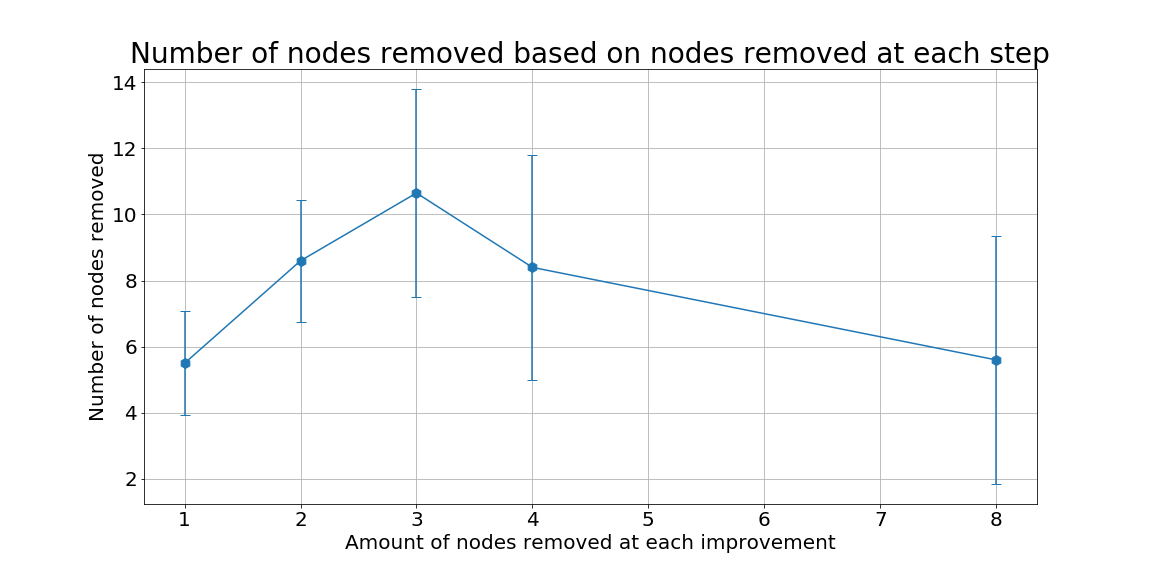 Number of nodes removed based on nodes removed at each step
14
12
10
8
6
4
2
Number of nodes removed
1 2 3 4 5 6 7 8
Amount of nodes removed at each improvement